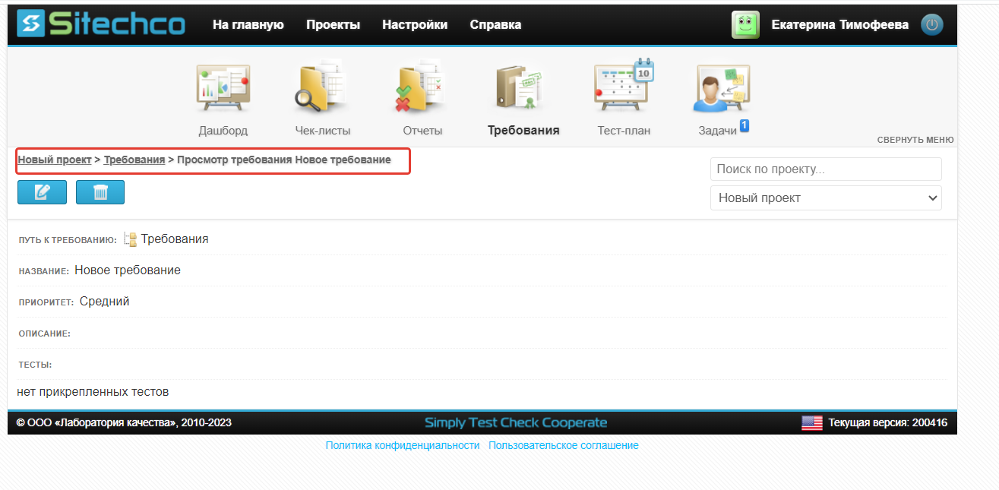 Sitechco На главную Проекты Настройки Справка Екатерина Тимофеева
10
Дашборд Чек-листы Отчеты Требования Тест-план Задачи 1
СВЕРНУТЬ МЕНЮ
Новый проект > Требования > Просмотр требования Новое требование
Поиск по проекту...
Новый проект
ПУТЬ К ТРЕБОВАНИЮ: Требования
НАЗВАНИЕ: Новое требование
ПРИОРИТЕТ: Средний
ОПИСАНИЕ:
ТЕСТЫ:
нет прикрепленных тестов
© ООО «Лаборатория качества», 2010-2023 Simply Test Check Cooperate Текущая версия: 200416
Политика конфиденциальности Пользовательское соглашение